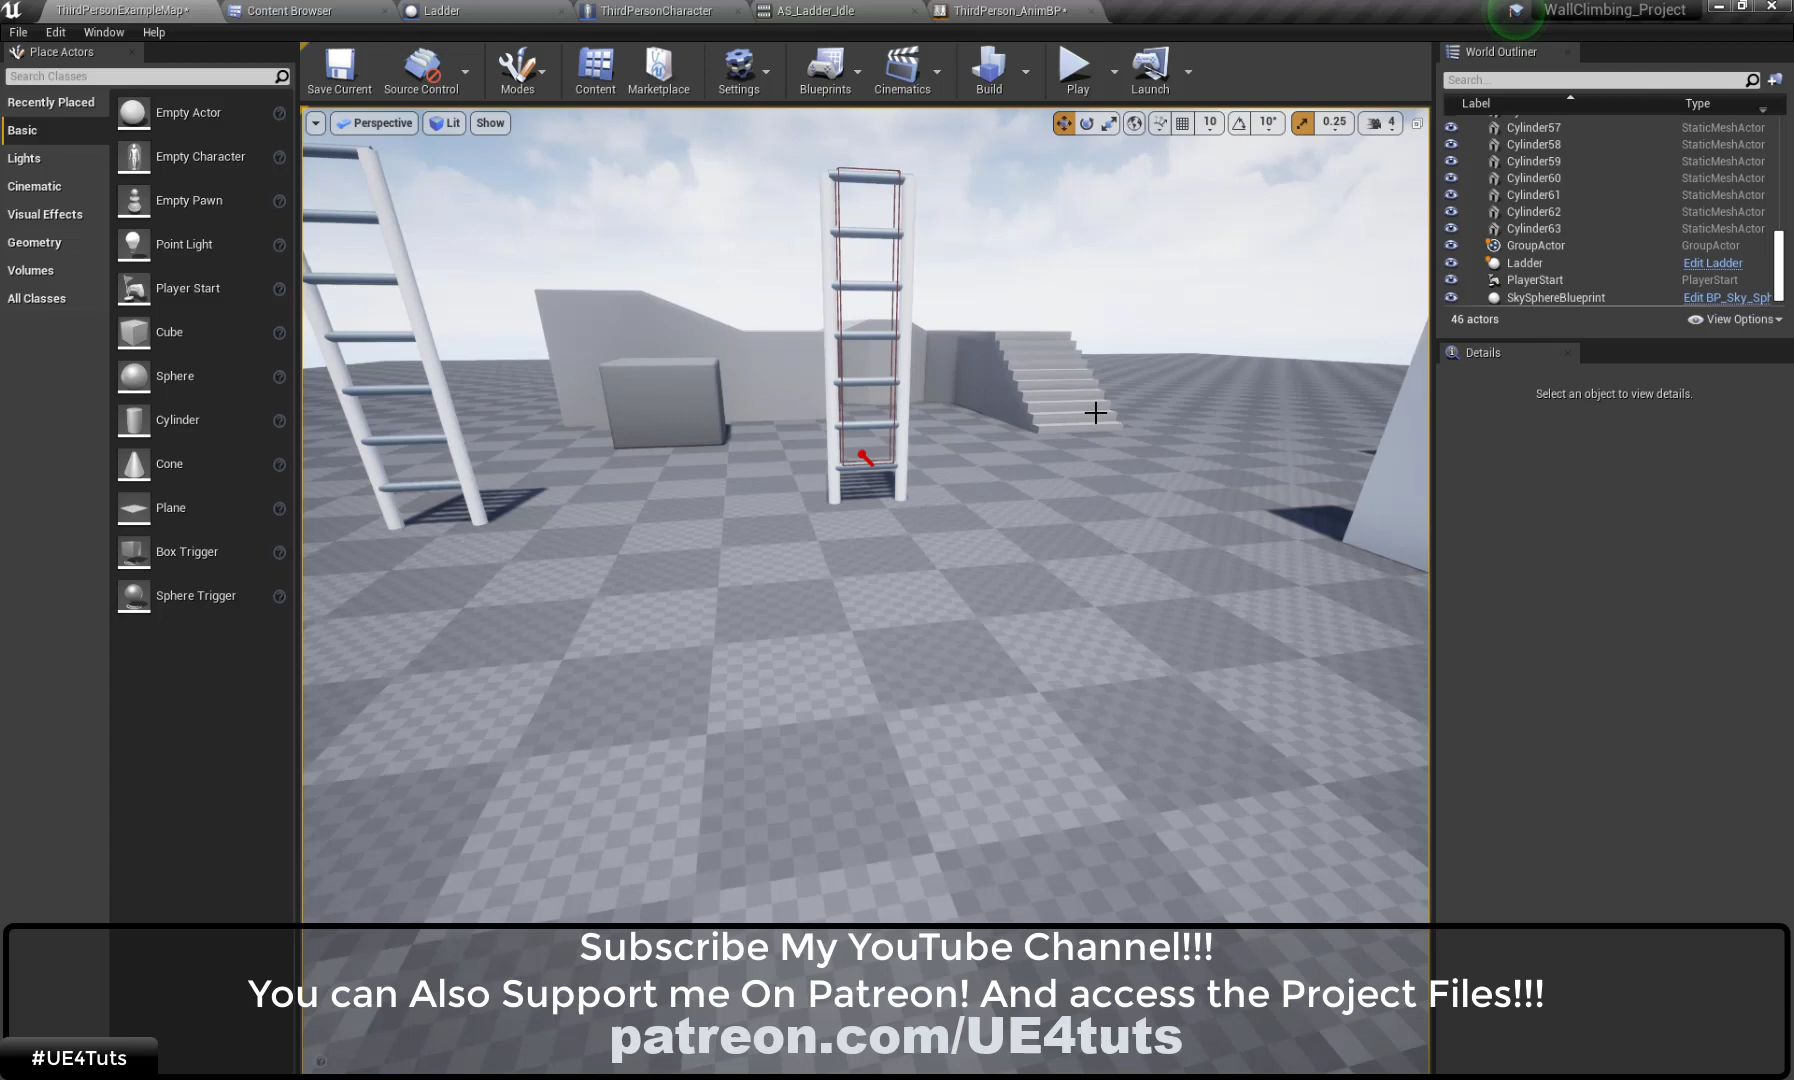 ThirdPersonExampleMap*
Content Browser
Ladder
ThirdPersonCharacter
AS_Ladder_Idle
ThirdPerson_AnimBP*
WallClimbing_Project
File
Edit
Window
Help
Place Actors
Search Classes
Recently Placed
Basic
Lights
Cinematic
Visual Effects
Geometry
Volumes
All Classes
Empty Actor
Empty Character
Empty Pawn
Point Light
Player Start
Cube
Sphere
Cylinder
Cone
Plane
Box Trigger
Sphere Trigger
Save Current
Source Control
Modes
Content
Marketplace
Settings
Blueprints
Cinematics
Build
Play
Launch
Perspective
Lit
Show
10
10°
0.25
4
World Outliner
Search...
Label
Type
Cylinder57 StaticMeshActor
Cylinder58 StaticMeshActor
Cylinder59 StaticMeshActor
Cylinder60 StaticMeshActor
Cylinder61 StaticMeshActor
Cylinder62 StaticMeshActor
Cylinder63 StaticMeshActor
GroupActor GroupActor
Ladder Edit Ladder
PlayerStart PlayerStart
SkySphereBlueprint Edit BP_Sky_Sph
46 actors
View Options
Details
Select an object to view details.
Subscribe My YouTube Channel!!!
You can Also Support me On Patreon! And access the Project Files!!!
patreon.com/UE4tuts
#UE4Tuts